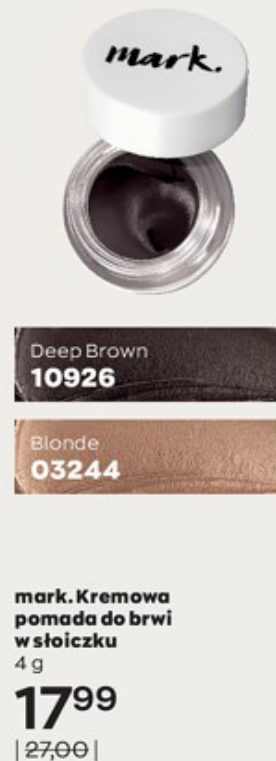 mark.
Deep Brown
10926
Blonde
03244
mark. Kremowa
pomada do brwi
w słoiczku
4 g
1799
|27,00|